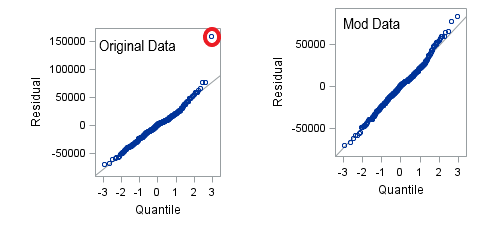 Original Data
150000
100000
50000
0
-50000
Residual
-3 -2 -1 0 1 2 3
Quantile
Mod Data
50000
0
-50000
Residual
-3 -2 -1 0 1 2 3
Quantile